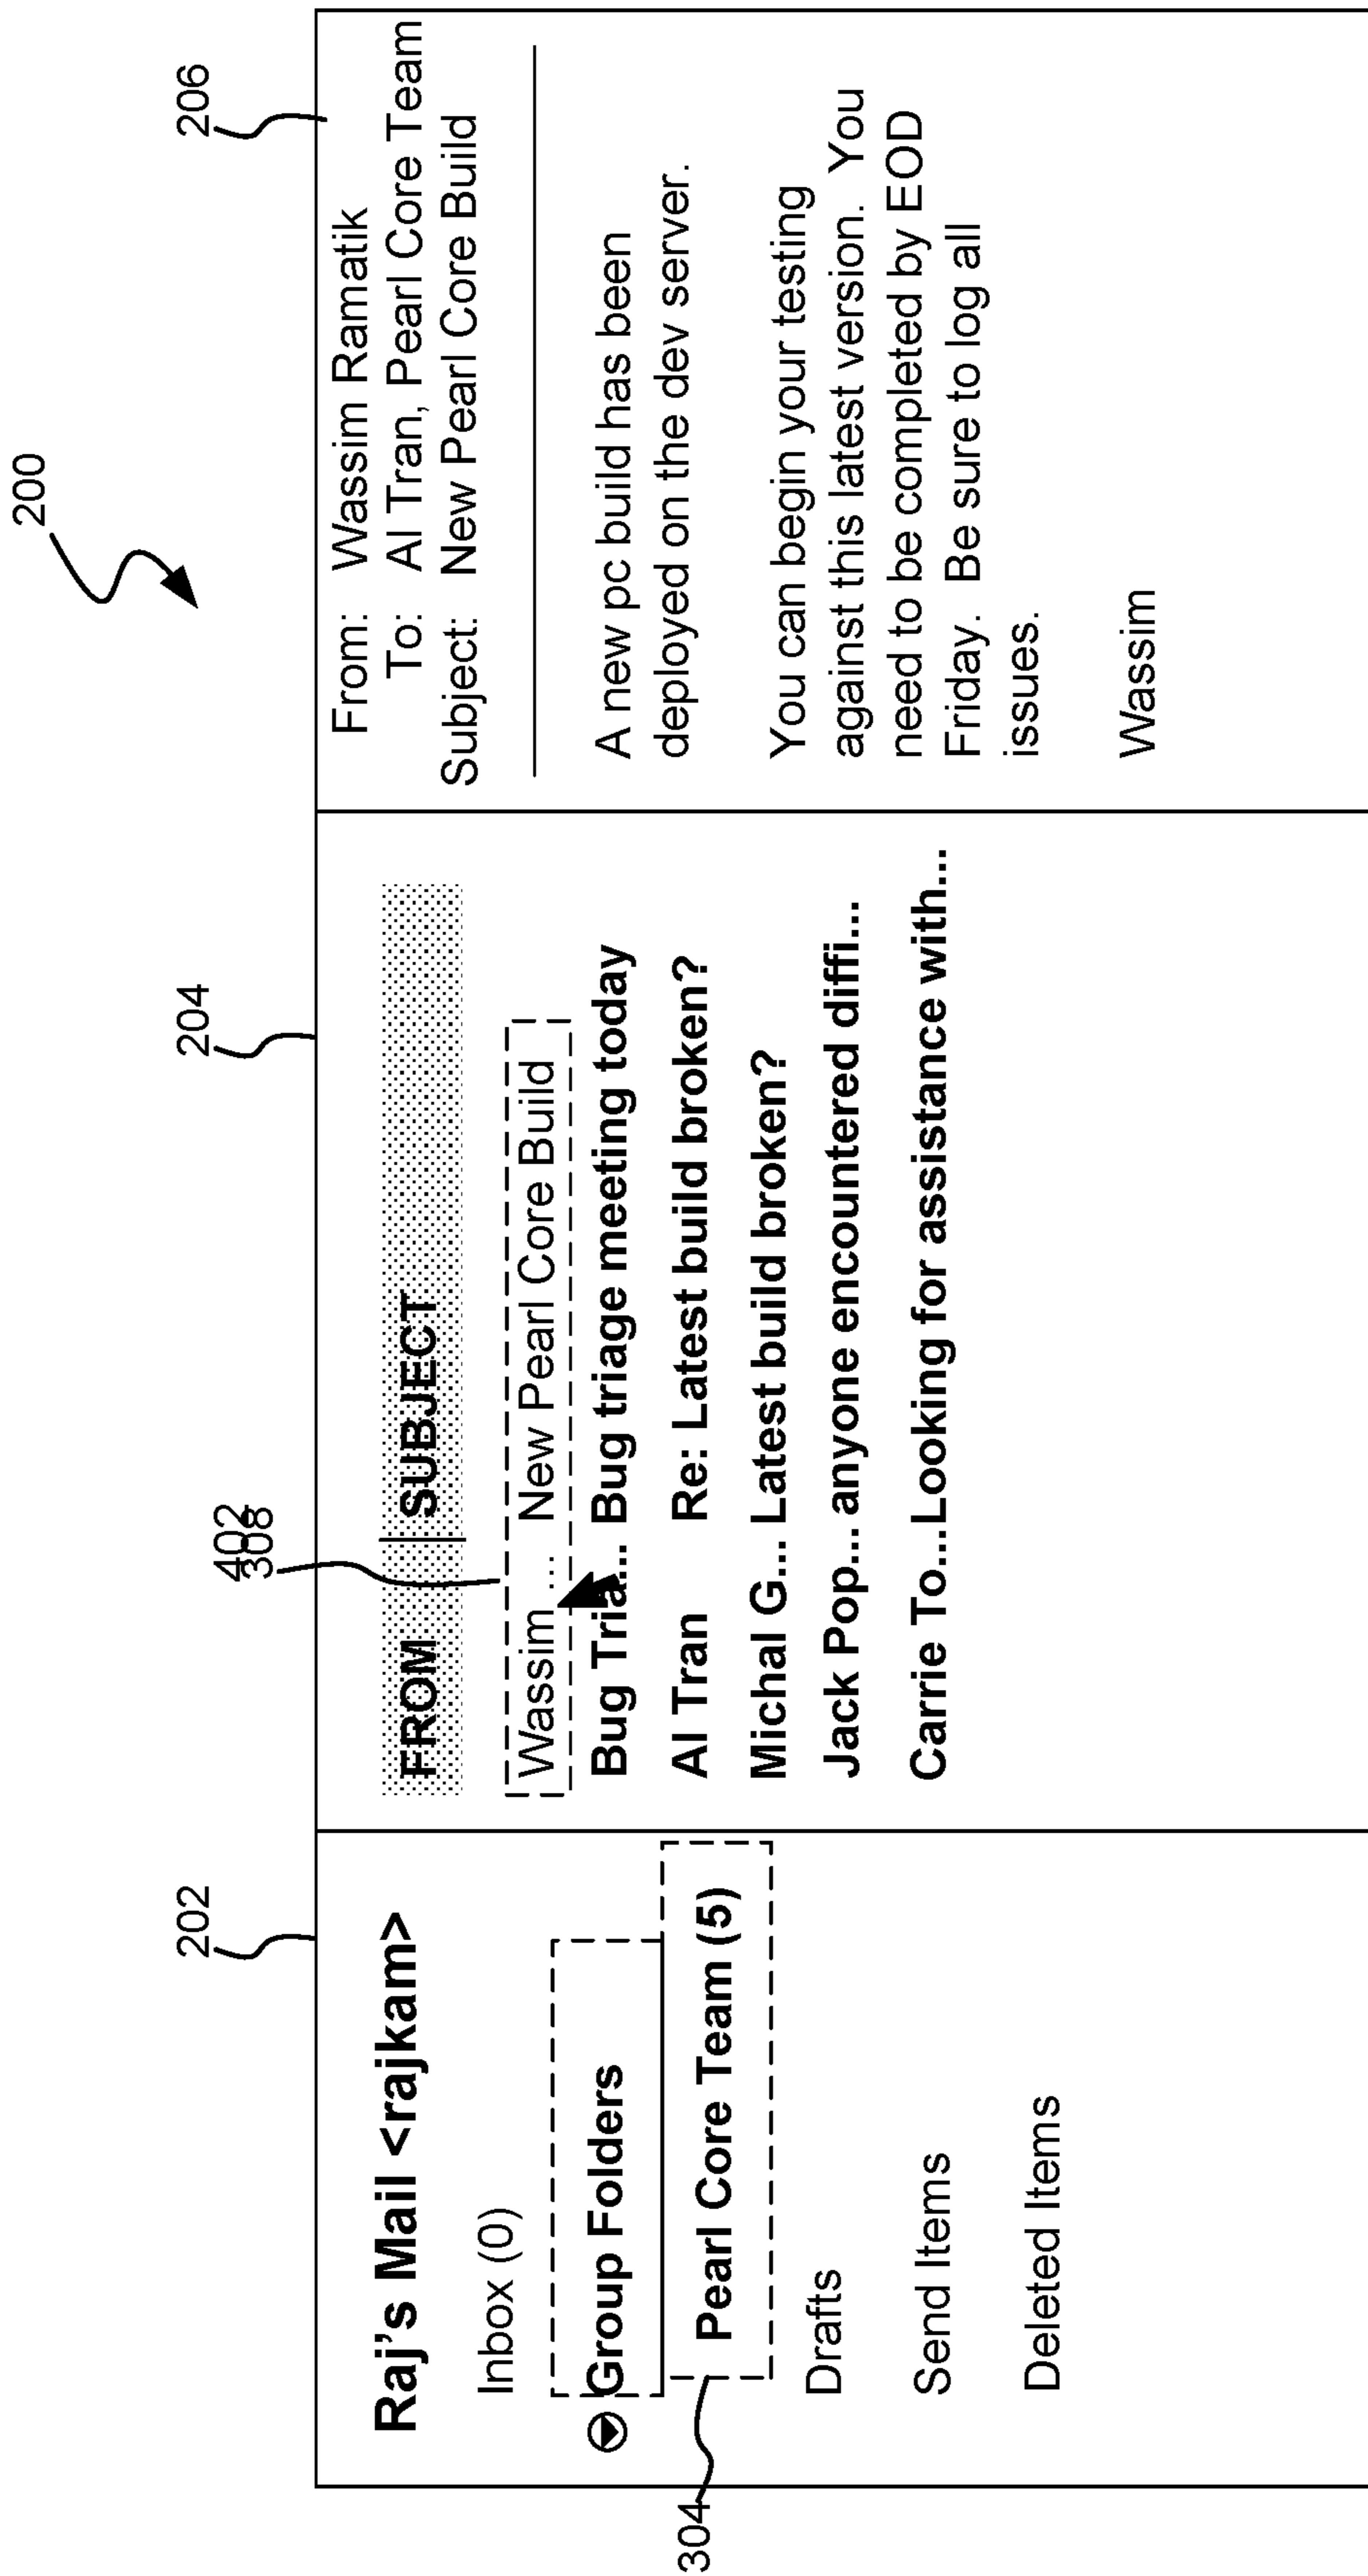 200
202
204
206
Raj's Mail <rajkam>
Inbox (0)
Group Folders
Pearl Core Team (5)
Drafts
Send Items
Deleted Items
304
402
308
FROM SUBJECT
Wassim ... New Pearl Core Build
Bug Tria... Bug triage meeting today
Al Tran Re: Latest build broken?
Michal G... Latest build broken?
Jack Pop... anyone encountered diffi...
Carrie To...Looking for assistance with...
From: Wassim Ramatik
To: Al Tran, Pearl Core Team
Subject: New Pearl Core Build
A new pc build has been
deployed on the dev server.
You can begin your testing
against this latest version. You
need to be completed by EOD
Friday. Be sure to log all
issues.
Wassim